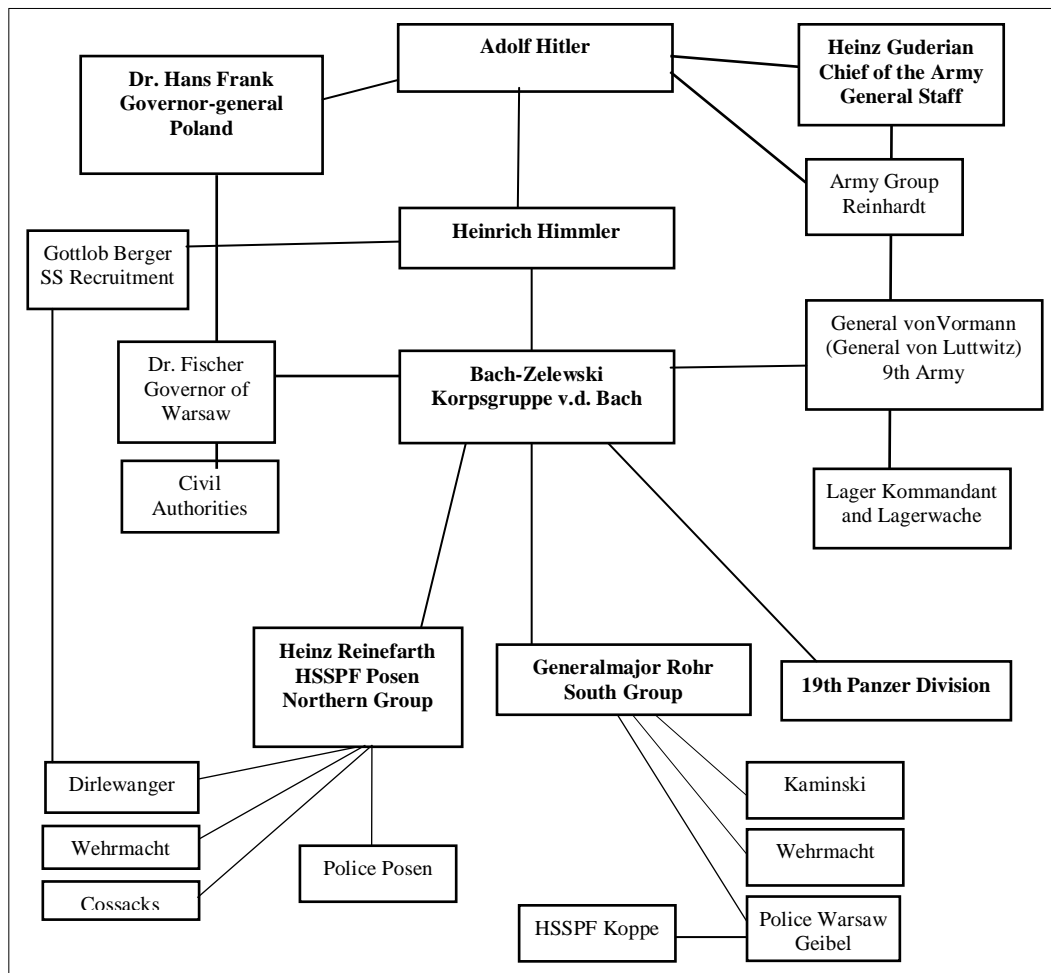 Adolf Hitler
Heinz Guderian
Chief of the Army
General Staff
Dr. Hans Frank
Governor-general
Poland
Army Group
Reinhardt
Heinrich Himmler
Gottlob Berger
SS Recruitment
General vonVormann
(General von Luttwitz)
9th Army
Dr. Fischer
Governor of
Warsaw
Bach-Zelewski
Korpsgruppe v.d. Bach
Civil
Authorities
Lager Kommandant
and Lagerwache
Heinz Reinefarth
HSSPF Posen
Northern Group
Generalmajor Rohr
South Group
19th Panzer Division
Dirlewanger
Kaminski
Wehrmacht
Police Posen
Wehrmacht
Cossacks
HSSPF Koppe
Police Warsaw
Geibel